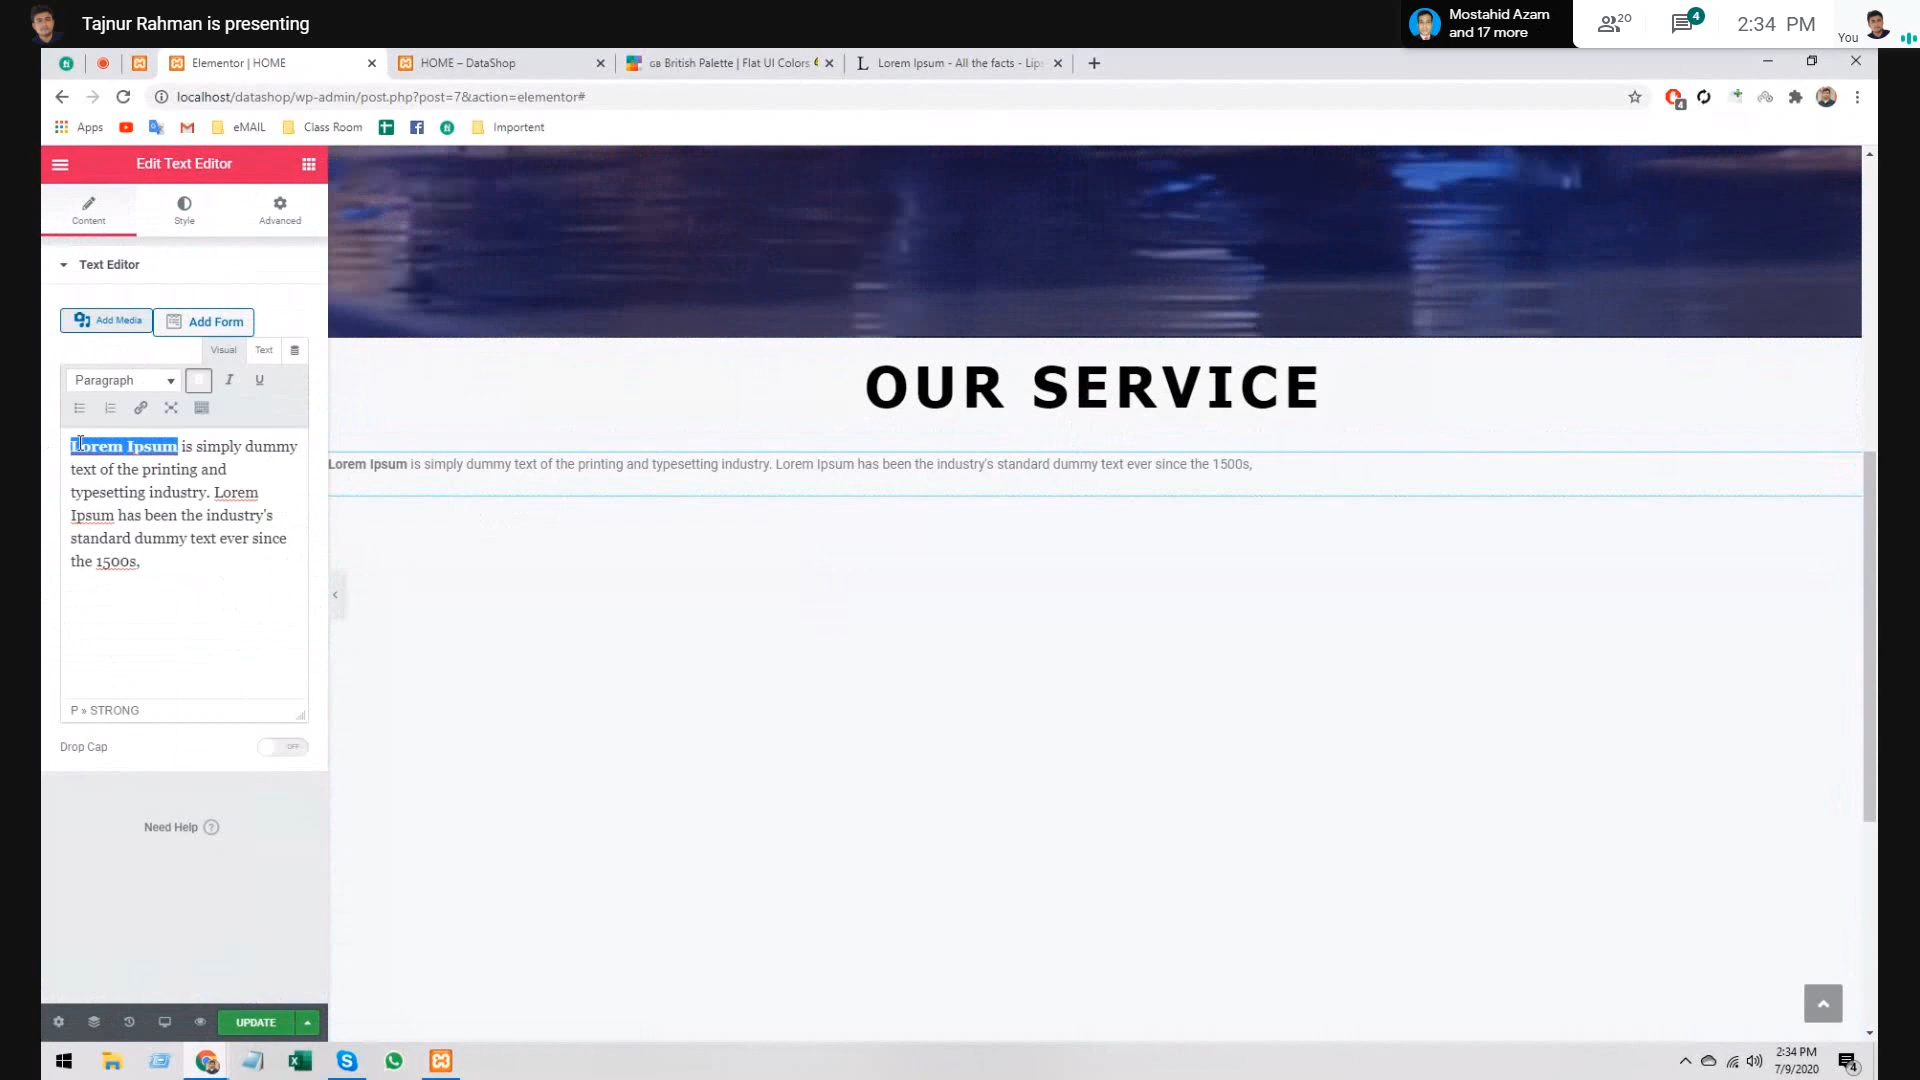 Tajnur Rahman is presenting
Mostahid Azam
and 17 more
20
4
2:34 PM
You
Elementor | HOME
HOME – DataShop
GB British Palette | Flat UI Colors
Lorem Ipsum - All the facts - Lip
localhost/datashop/wp-admin/post.php?post=7&action=elementor#
4
Apps
eMAIL
Class Room
Importent
Edit Text Editor
Content
Style
Advanced
Text Editor
Add Media
Add Form
Visual
Text
Paragraph
I
U
Lorem Ipsum is simply dummy
text of the printing and
typesetting industry. Lorem
Ipsum has been the industry's
standard dummy text ever since
the 1500s,
P » STRONG
Drop Cap
OFF
Need Help
UPDATE
OUR SERVICE
Lorem Ipsum is simply dummy text of the printing and typesetting industry. Lorem Ipsum has been the industry's standard dummy text ever since the 1500s,
2:34 PM
7/9/2020
4